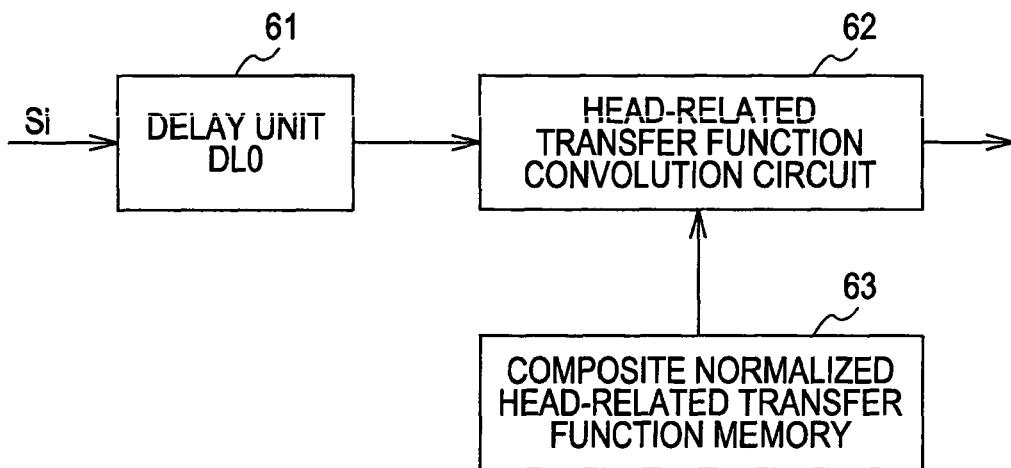 61
62
Si
DELAY UNIT
DL0
HEAD-RELATED
TRANSFER FUNCTION
CONVOLUTION CIRCUIT
63
COMPOSITE NORMALIZED
HEAD-RELATED TRANSFER
FUNCTION MEMORY